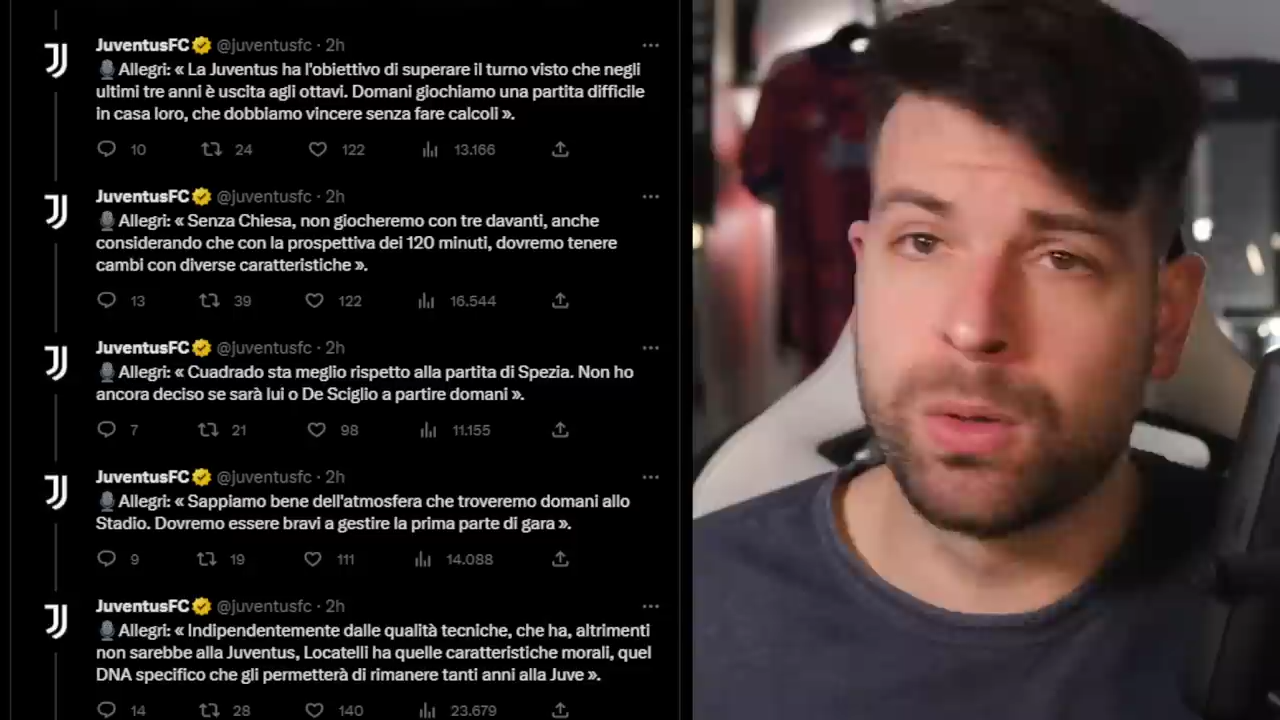 JuventusFC @juventusfc · 2h
Allegri: « La Juventus ha l'obiettivo di superare il turno visto che negli
ultimi tre anni è uscita agli ottavi. Domani giochiamo una partita difficile
in casa loro, che dobbiamo vincere senza fare calcoli ».
10 24 122 13.166
JuventusFC @juventusfc · 2h
Allegri: « Senza Chiesa, non giocheremo con tre davanti, anche
considerando che con la prospettiva dei 120 minuti, dovremo tenere
cambi con diverse caratteristiche ».
13 39 122 16.544
JuventusFC @juventusfc · 2h
Allegri: « Cuadrado sta meglio rispetto alla partita di Spezia. Non ho
ancora deciso se sarà lui o De Sciglio a partire domani ».
7 21 98 11.155
JuventusFC @juventusfc · 2h
Allegri: « Sappiamo bene dell'atmosfera che troveremo domani allo
Stadio. Dovremo essere bravi a gestire la prima parte di gara ».
9 19 111 14.088
JuventusFC @juventusfc · 2h
Allegri: « Indipendentemente dalle qualità tecniche, che ha, altrimenti
non sarebbe alla Juventus, Locatelli ha quelle caratteristiche morali, quel
DNA specifico che gli permetterà di rimanere tanti anni alla Juve ».
14 28 140 23.679